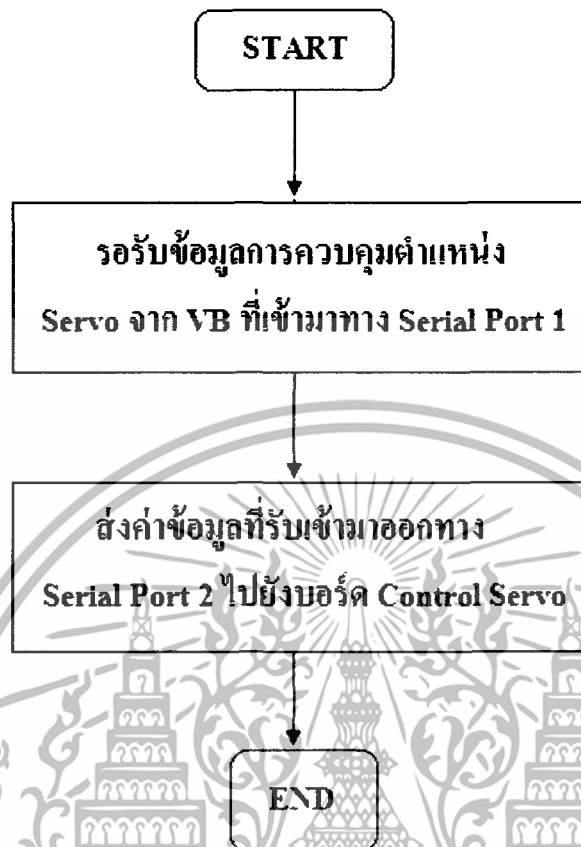 START
รอรับข้อมูลการควบคุมตำแหน่ง
Servo จาก VB ที่เข้ามาทาง Serial Port 1
ส่งค่าข้อมูลที่รับเข้ามาออกทาง
Serial Port 2 ไปยังบอร์ด Control Servo
END